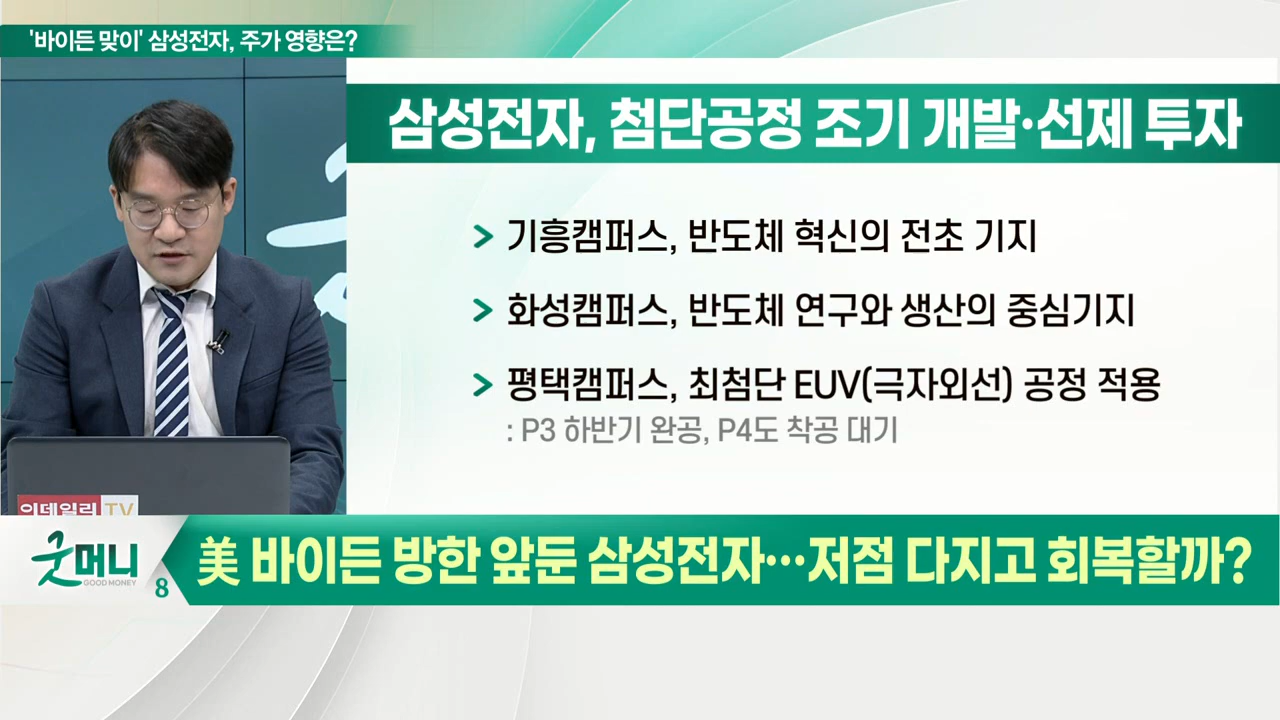 '바이든 맞이' 삼성전자, 주가 영향은?
삼성전자, 첨단공정 조기 개발·선제 투자
> 기흥캠퍼스, 반도체 혁신의 전초 기지
> 화성캠퍼스, 반도체 연구와 생산의 중심기지
> 평택캠퍼스, 최첨단 EUV(극자외선) 공정 적용
: P3 하반기 완공, P4도 착공 대기
이데일리 TV
굿머니
GOOD MONEY
8
美 바이든 방한 앞둔 삼성전자…저점 다지고 회복할까?